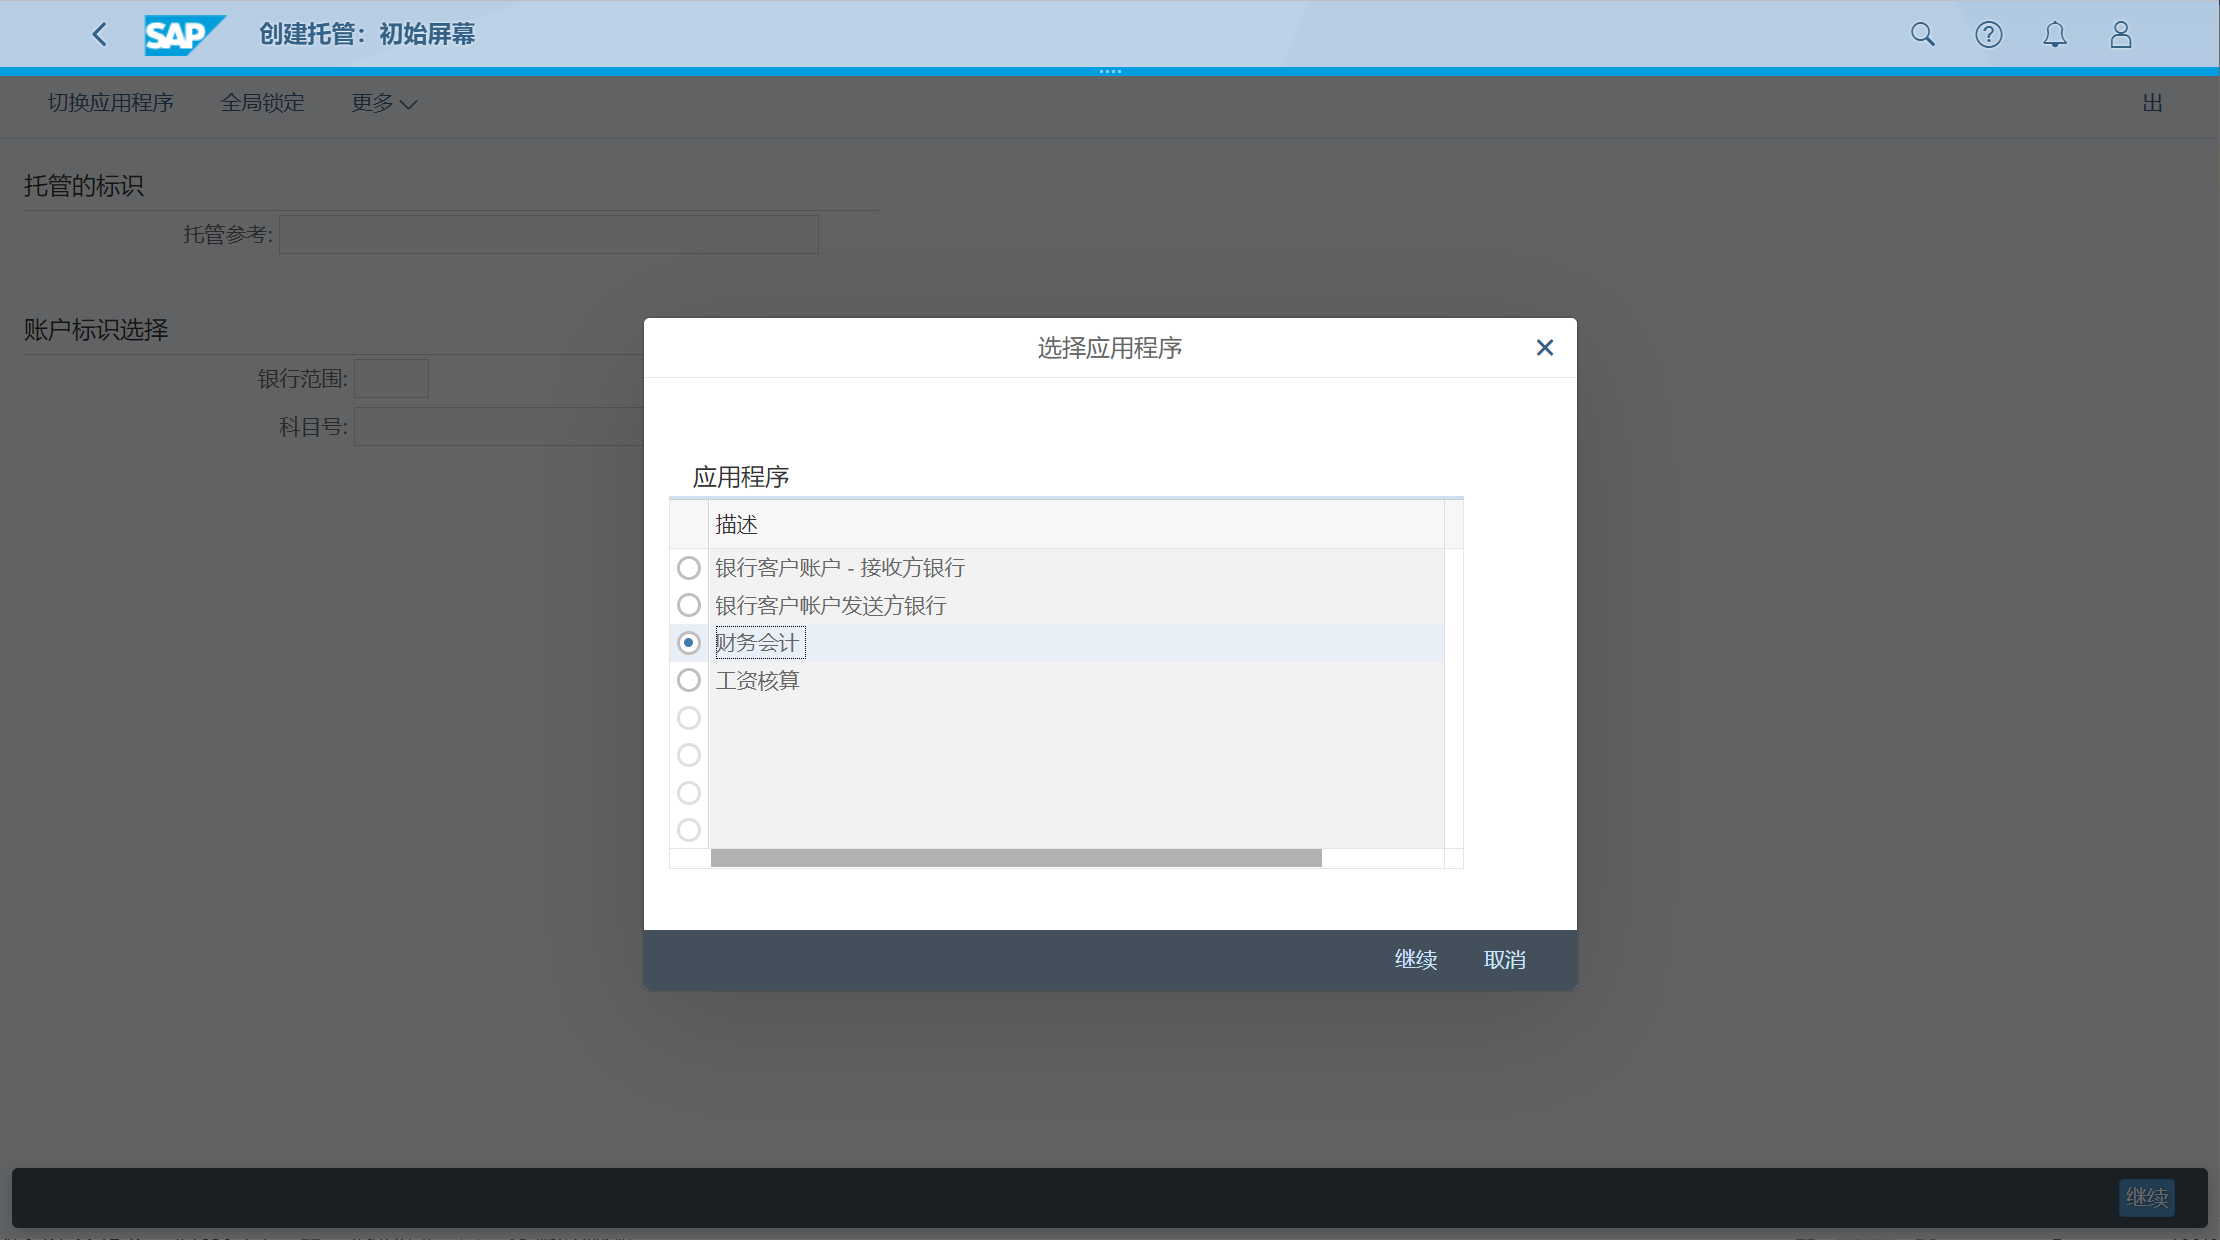 SAP 创建托管：初始屏幕
切换应用程序 全局锁定 更多 出
托管的标识
托管参考:
账户标识选择
银行范围:
科目号:
选择应用程序
应用程序
描述
银行客户账户 - 接收方银行
银行客户帐户发送方银行
财务会计
工资核算
继续 取消
继续